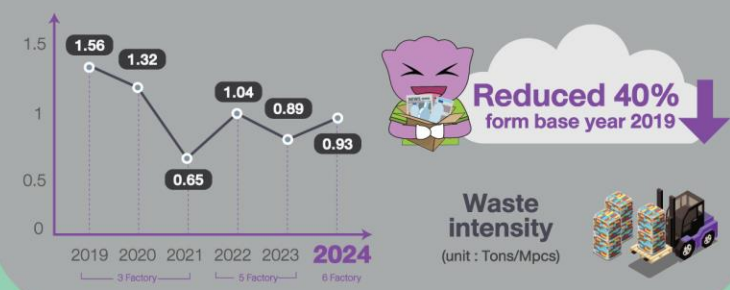 1.5
1
0.5
0
1.56
1.32
0.65
1.04
0.89
0.93
2019 2020 2021 2022 2023 2024
3 Factory
5 Factory
6 Factory
Reduced 40%
form base year 2019
Waste
intensity
(unit : Tons/Mpcs)